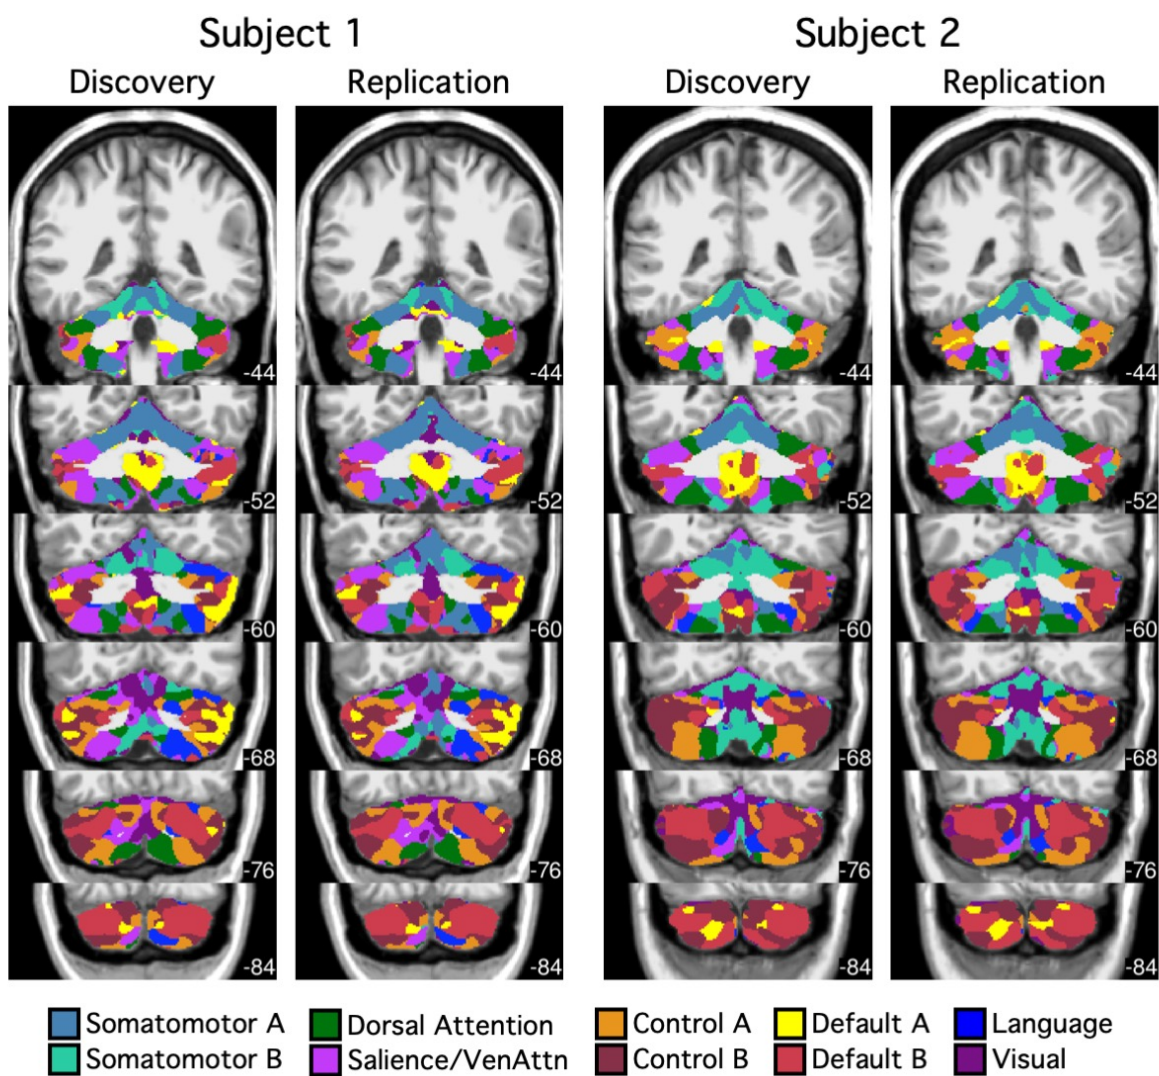 Subject 1 Subject 2
Discovery Replication Discovery Replication
-44 -44 -44 -44
-52 -52 -52 -52
-60 -60 -60 -60
-68 -68 -68 -68
-76 -76 -76 -76
-84 -84 -84 -84
Somatomotor A Dorsal Attention Control A Default A Language
Somatomotor B Salience/VenAttn Control B Default B Visual